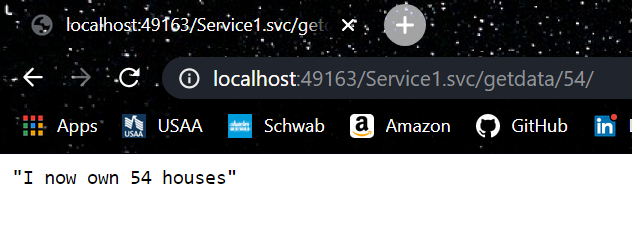 localhost:49163/Service1.svc/get
localhost:49163/Service1.svc/getdata/54/
Apps USAA USAA Schwab Amazon GitHub
"I now own 54 houses"